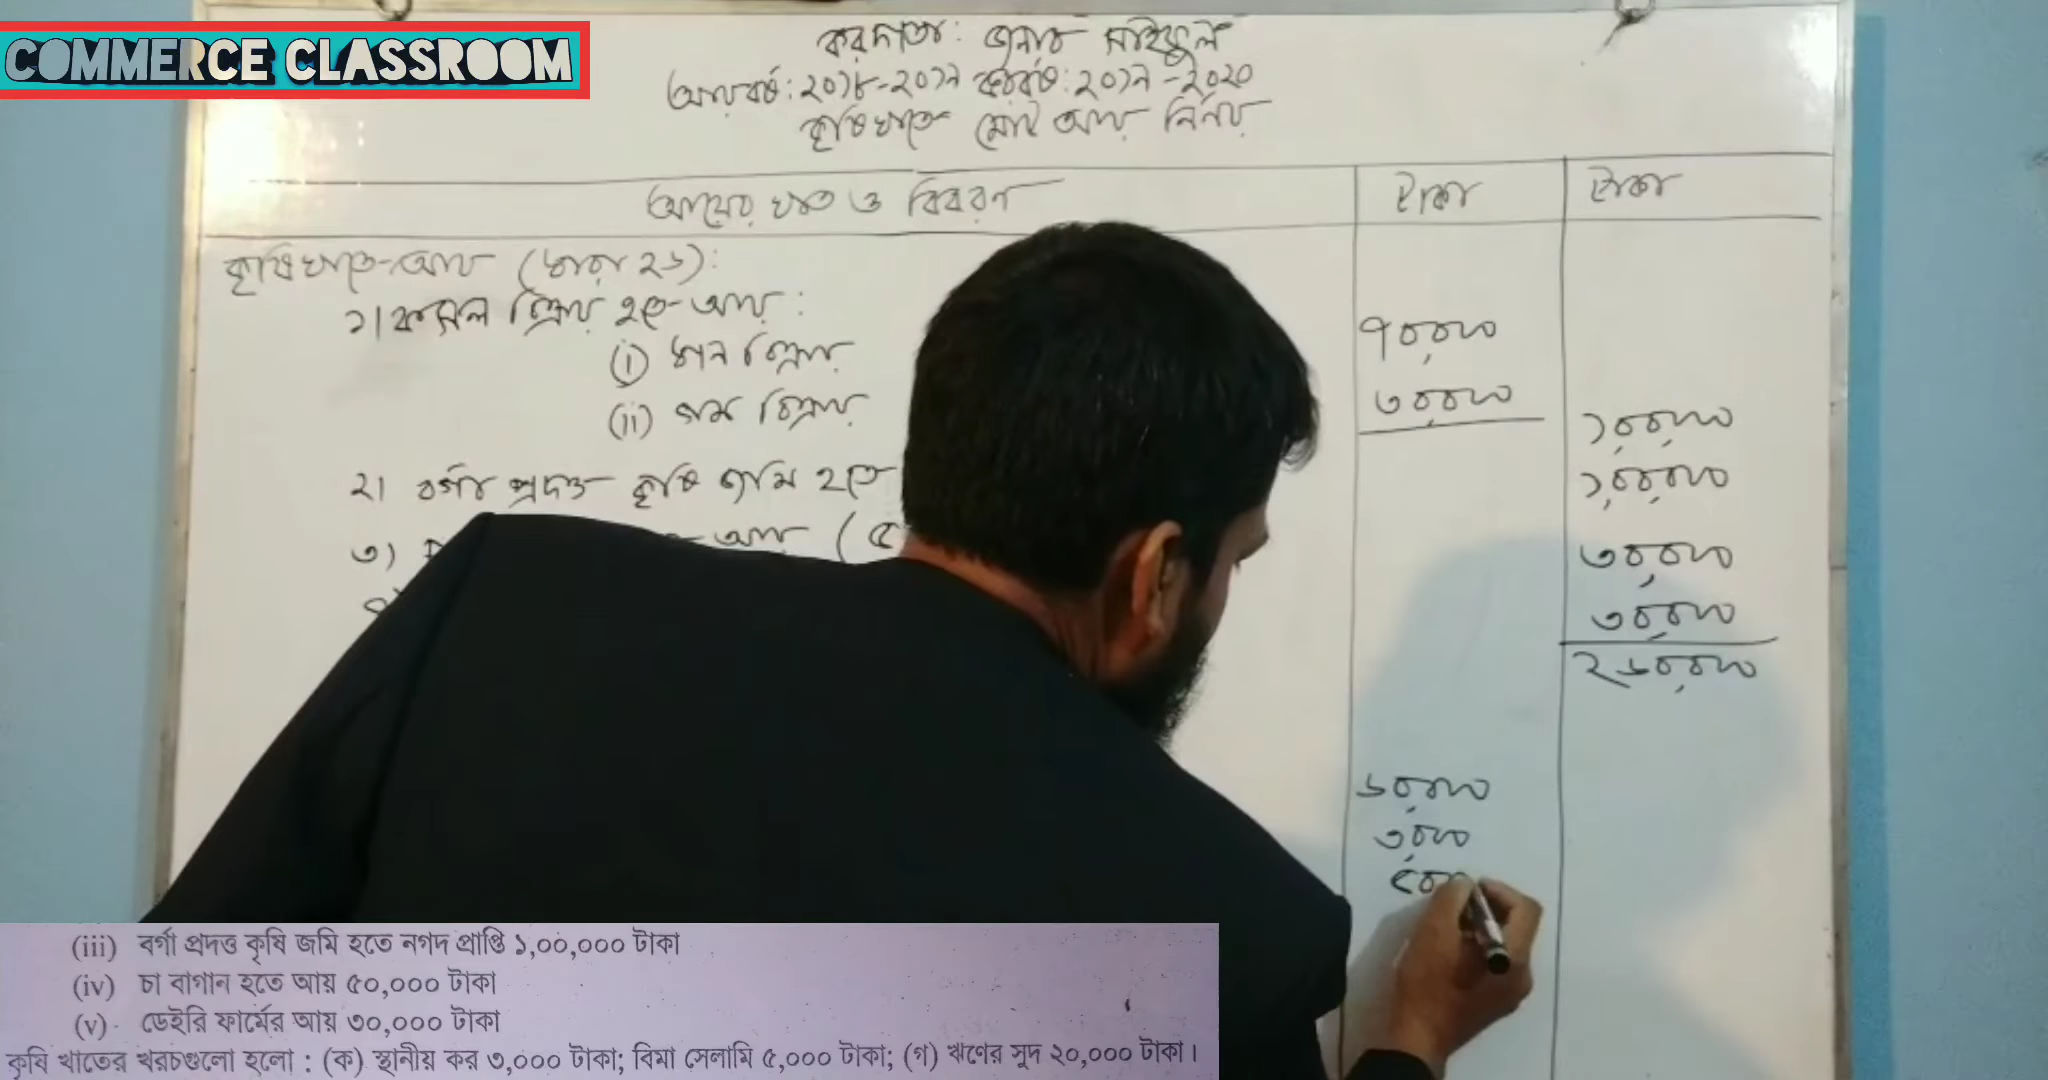 COMMERCE CLASSROOM
করদাতা: জনাব সাইফুল
আয়বর্ষ: ২০১৮-২০১৯ করবর্ষ: ২০১৯-২০২০
কৃষিখাতে মোট আয় নির্ণয়
আয়ের খাত ও বিবরণ টাকা টাকা
কৃষিখাতে আয় (ধারা ২৬):
১। ফসল বিক্রয় হতে আয়:
(i) ধান বিক্রয় ৭০,০০০
(ii) গম বিক্রয় ৩০,০০০
১,০০,০০০
২। বর্গা প্রদত্ত কৃষি জমি হতে ১,০০,০০০
৩) আয় (৫ ৩০,০০০
৩০,০০০
২৬০,০০০
৬০,০০০
৩,০০০
৫০
(iii) বর্গা প্রদত্ত কৃষি জমি হতে নগদ প্রাপ্তি ১,০০,০০০ টাকা
(iv) চা বাগান হতে আয় ৫০,০০০ টাকা
(v) ডেইরি ফার্মের আয় ৩০,০০০ টাকা
কৃষি খাতের খরচগুলো হলো : (ক) স্থানীয় কর ৩,০০০ টাকা; বিমা সেলামি ৫,০০০ টাকা; (গ) ঋণের সুদ ২০,০০০ টাকা।